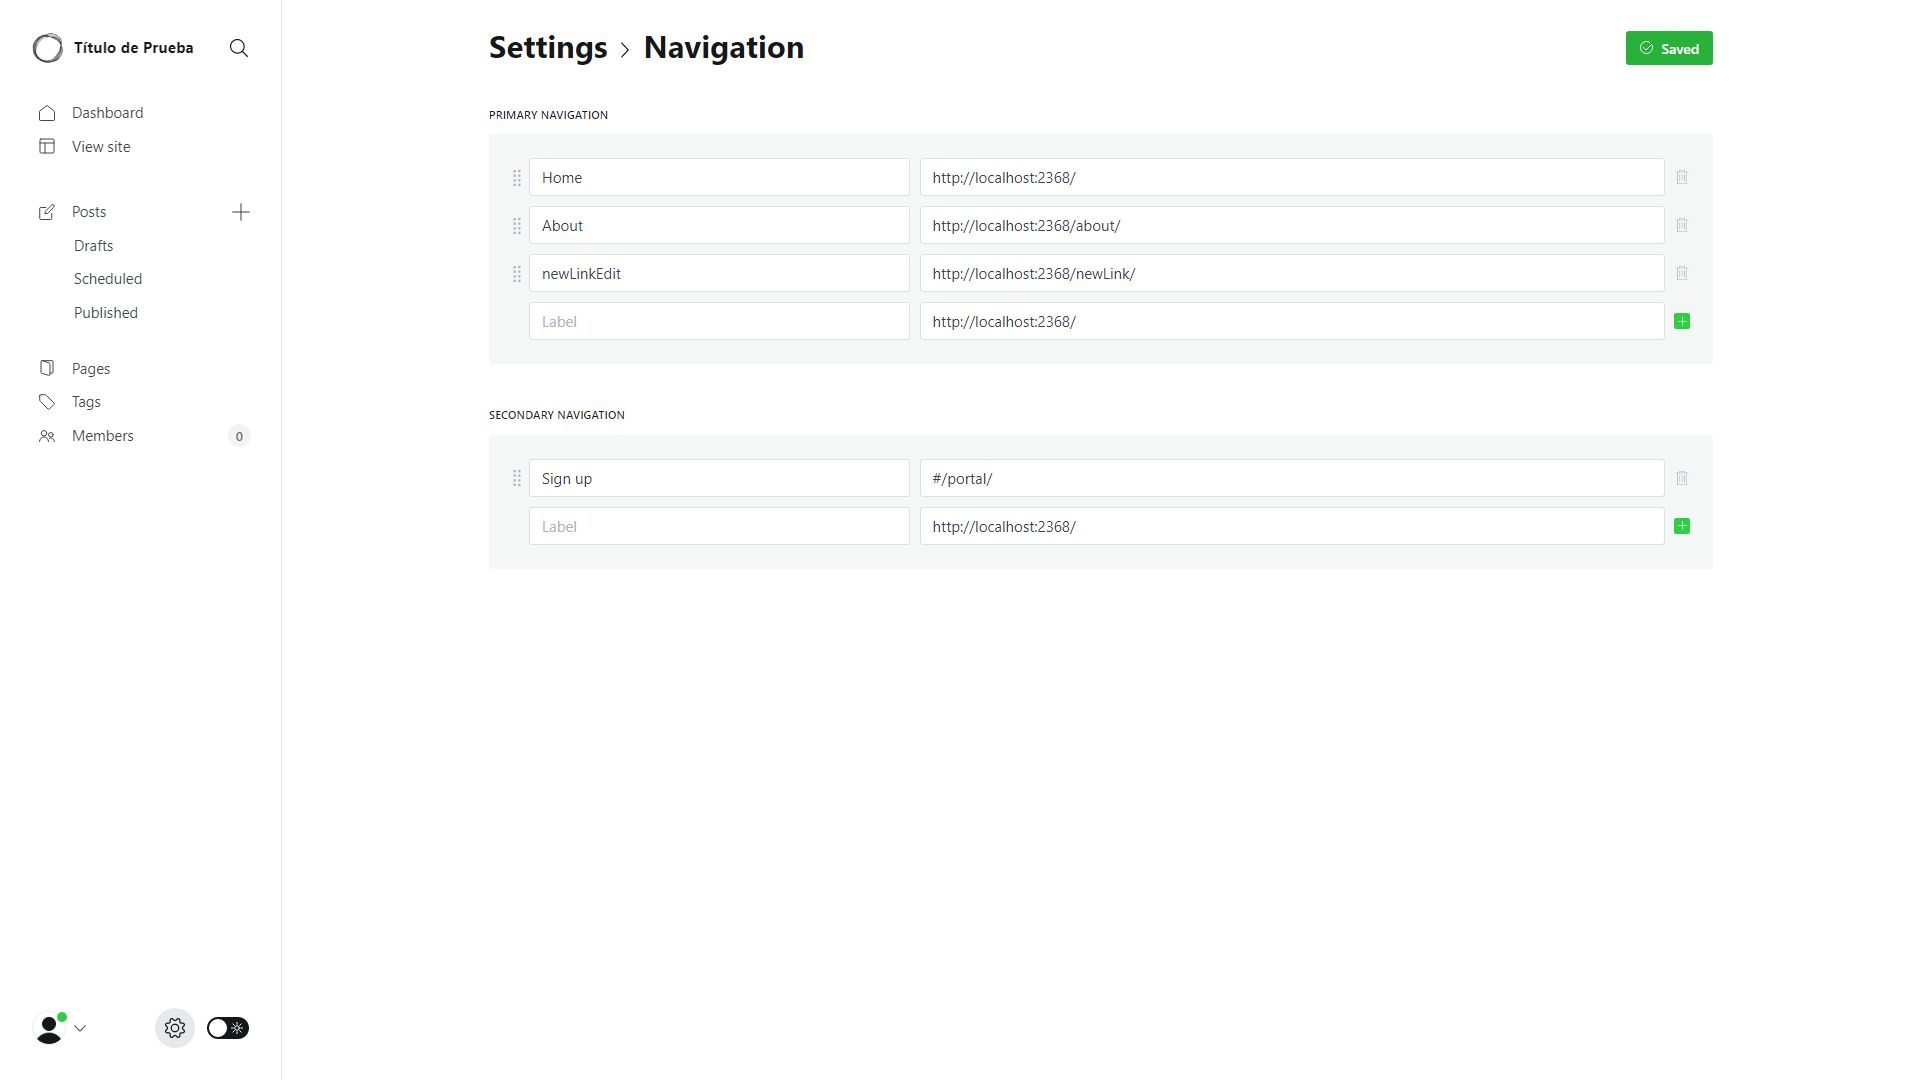 Título de Prueba
Dashboard
View site
Posts
Drafts
Scheduled
Published
Pages
Tags
Members 0
Settings > Navigation
Saved
PRIMARY NAVIGATION
Home http://localhost:2368/
About http://localhost:2368/about/
newLinkEdit http://localhost:2368/newLink/
Label http://localhost:2368/
SECONDARY NAVIGATION
Sign up #/portal/
Label http://localhost:2368/